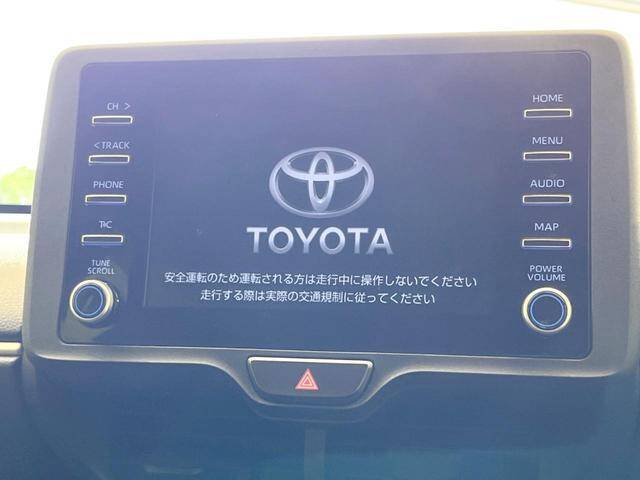 CH >
< TRACK
PHONE
T&C
TUNE
SCROLL
TOYOTA
安全運転のため運転される方は走行中に操作しないでください
走行する際は実際の交通規制に従ってください
HOME
MENU
AUDIO
MAP
POWER
VOLUME